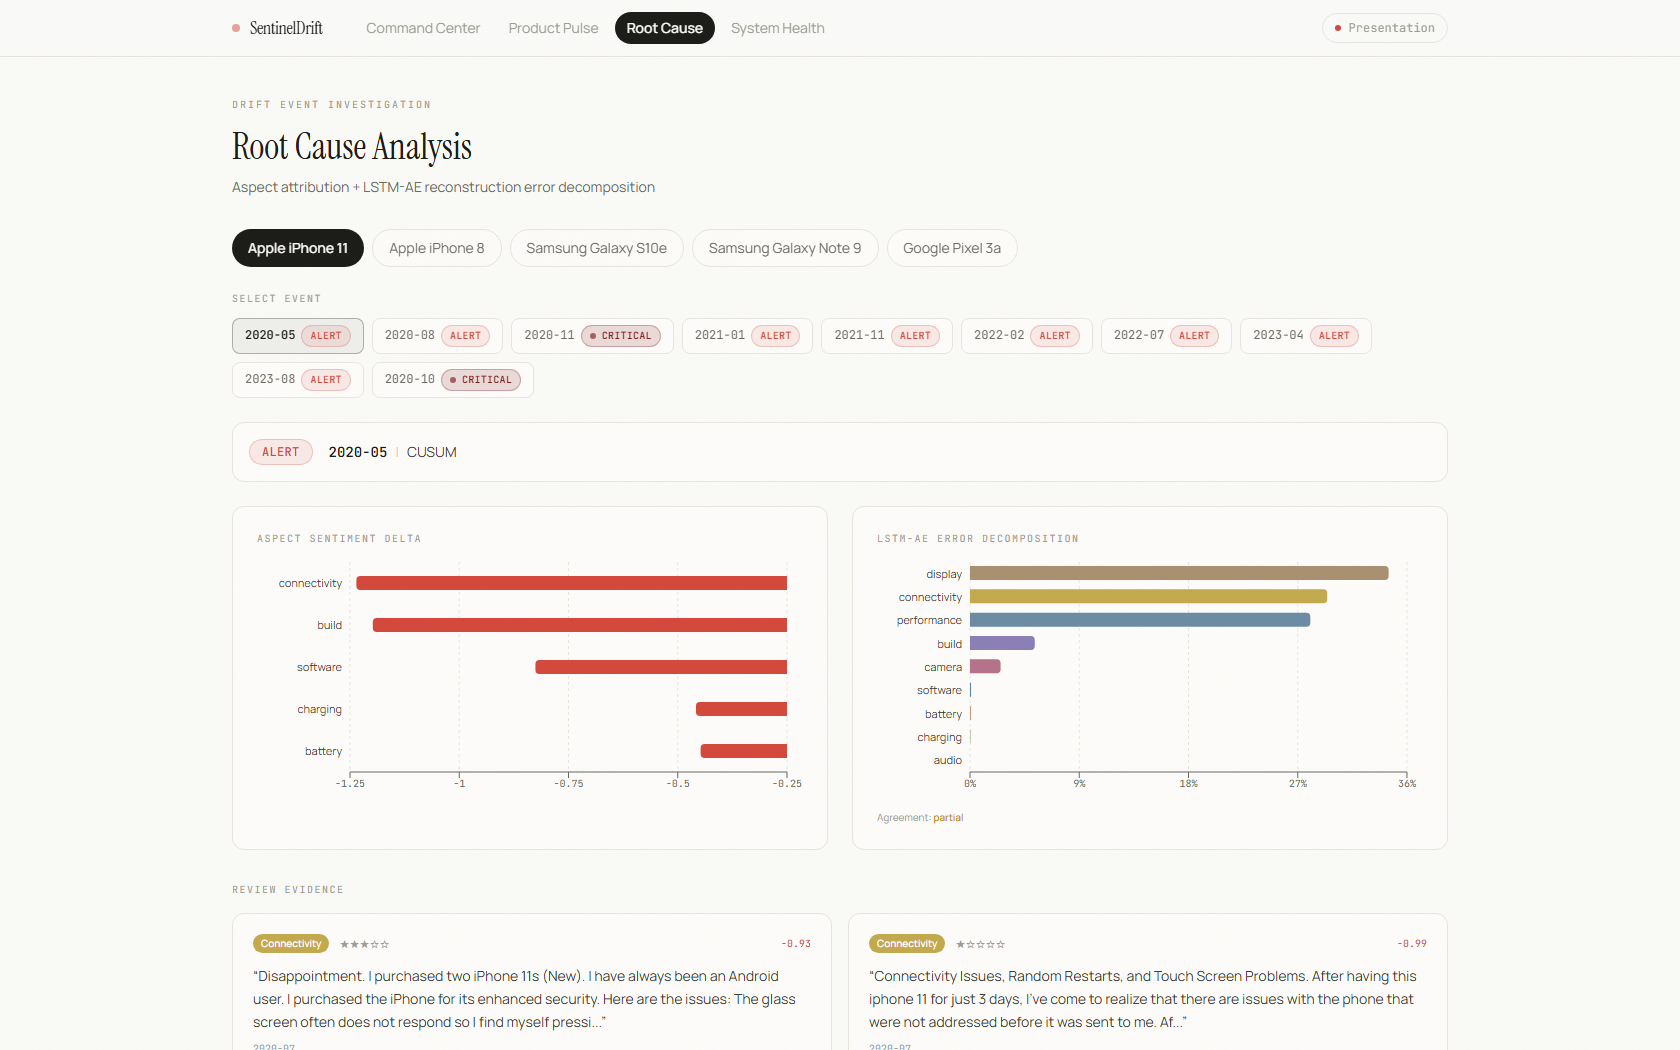 SentinelDrift
Command Center
Product Pulse
Root Cause
System Health
Presentation
DRIFT EVENT INVESTIGATION
Root Cause Analysis
Aspect attribution + LSTM-AE reconstruction error decomposition
Apple iPhone 11
Apple iPhone 8
Samsung Galaxy S10e
Samsung Galaxy Note 9
Google Pixel 3a
SELECT EVENT
2020-05 ALERT
2020-08 ALERT
2020-11 CRITICAL
2021-01 ALERT
2021-11 ALERT
2022-02 ALERT
2022-07 ALERT
2023-04 ALERT
2023-08 ALERT
2020-10 CRITICAL
ALERT 2020-05 | CUSUM
ASPECT SENTIMENT DELTA
connectivity
build
software
charging
battery
-1.25 -1 -0.75 -0.5 -0.25
LSTM-AE ERROR DECOMPOSITION
display
connectivity
performance
build
camera
software
battery
charging
audio
0% 9% 18% 27% 36%
Agreement: partial
REVIEW EVIDENCE
Connectivity ★★★☆☆ -0.93
“Disappointment. I purchased two iPhone 11s (New). I have always been an Android
user. I purchased the iPhone for its enhanced security. Here are the issues: The glass
screen often does not respond so I find myself pressi...”
2020-07
Connectivity ★☆☆☆☆ -0.99
“Connectivity Issues, Random Restarts, and Touch Screen Problems. After having this
iphone 11 for just 3 days, I've come to realize that there are issues with the phone that
were not addressed before it was sent to me. Af...”
2020-07